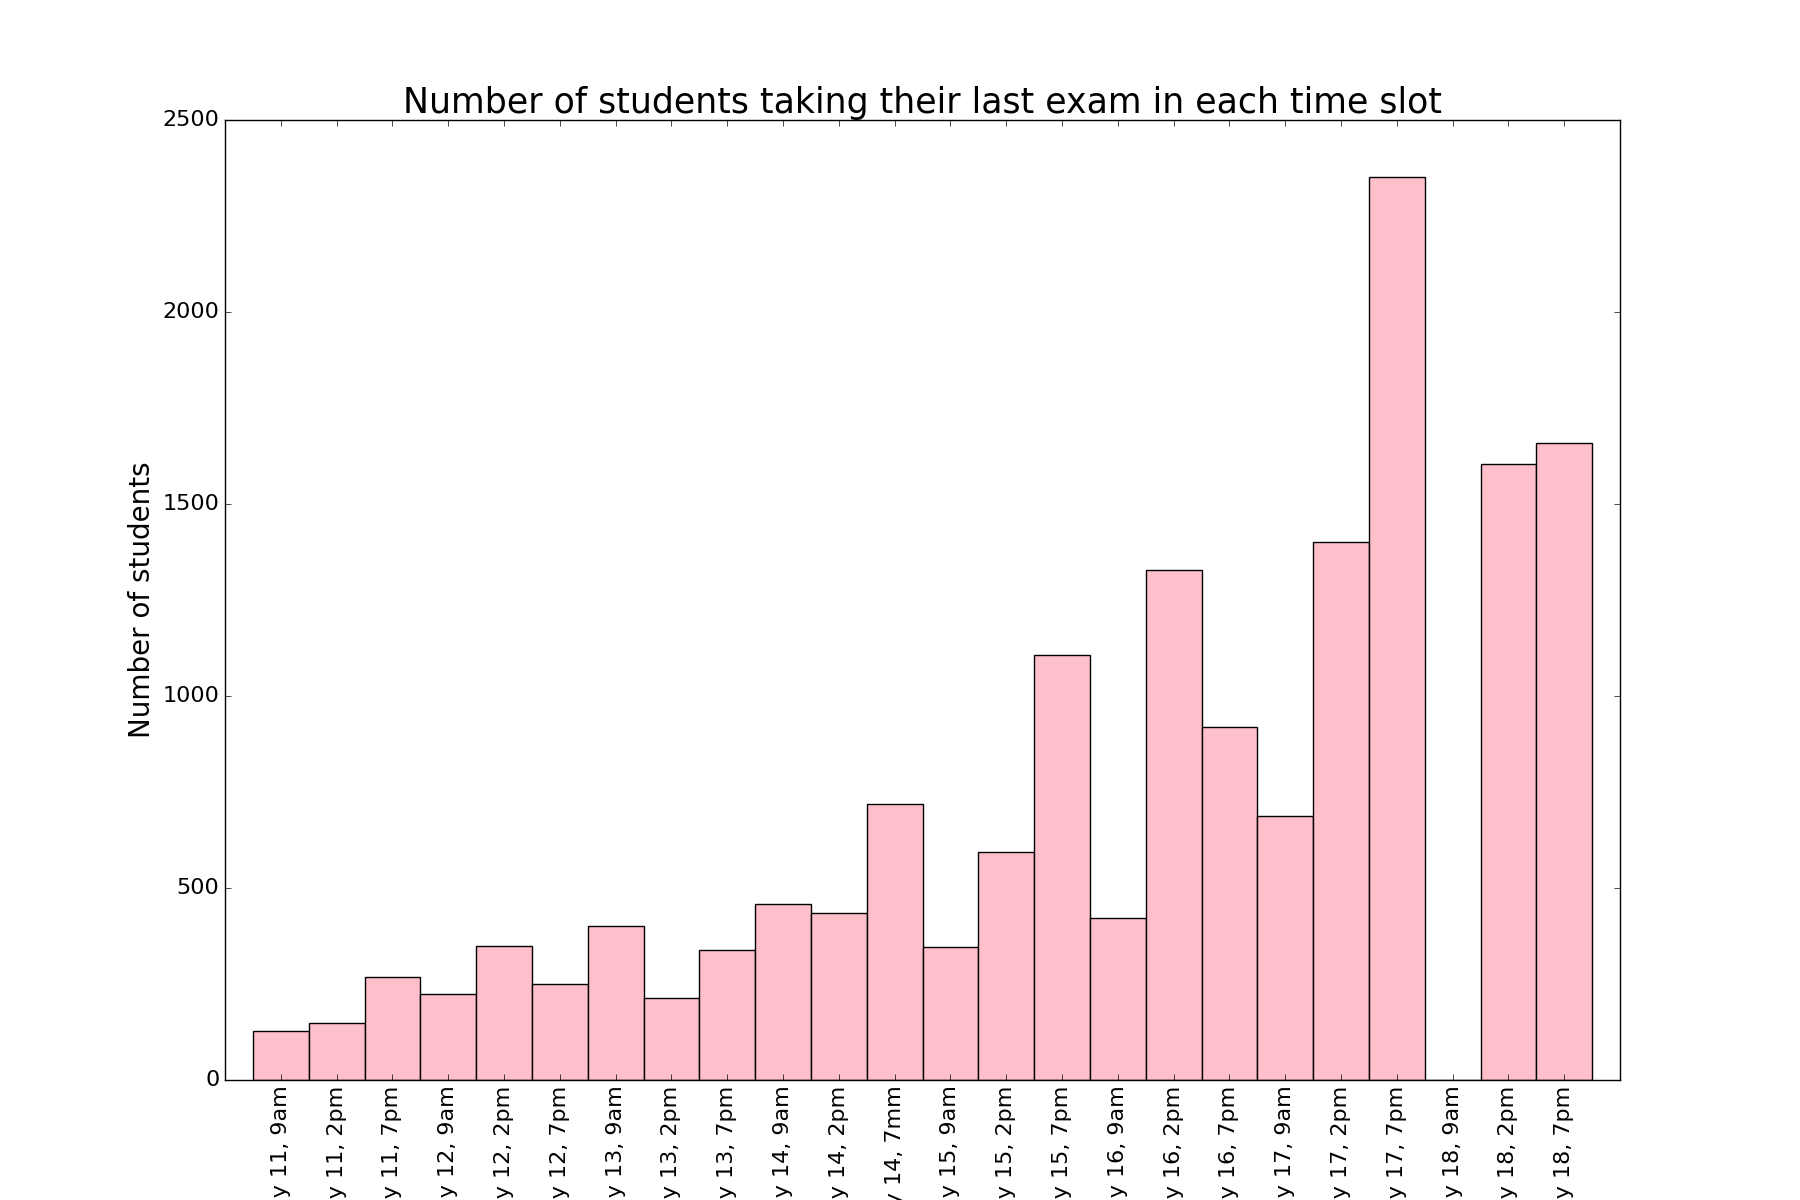 Number of students taking their last exam in each time slot
Number of students
2500
2000
1500
1000
500
0
y 11, 9am
y 11, 2pm
y 11, 7pm
y 12, 9am
y 12, 2pm
y 12, 7pm
y 13, 9am
y 13, 2pm
y 13, 7pm
y 14, 9am
y 14, 2pm
y 14, 7mm
y 15, 9am
y 15, 2pm
y 15, 7pm
y 16, 9am
y 16, 2pm
y 16, 7pm
y 17, 9am
y 17, 2pm
y 17, 7pm
y 18, 9am
y 18, 2pm
y 18, 7pm